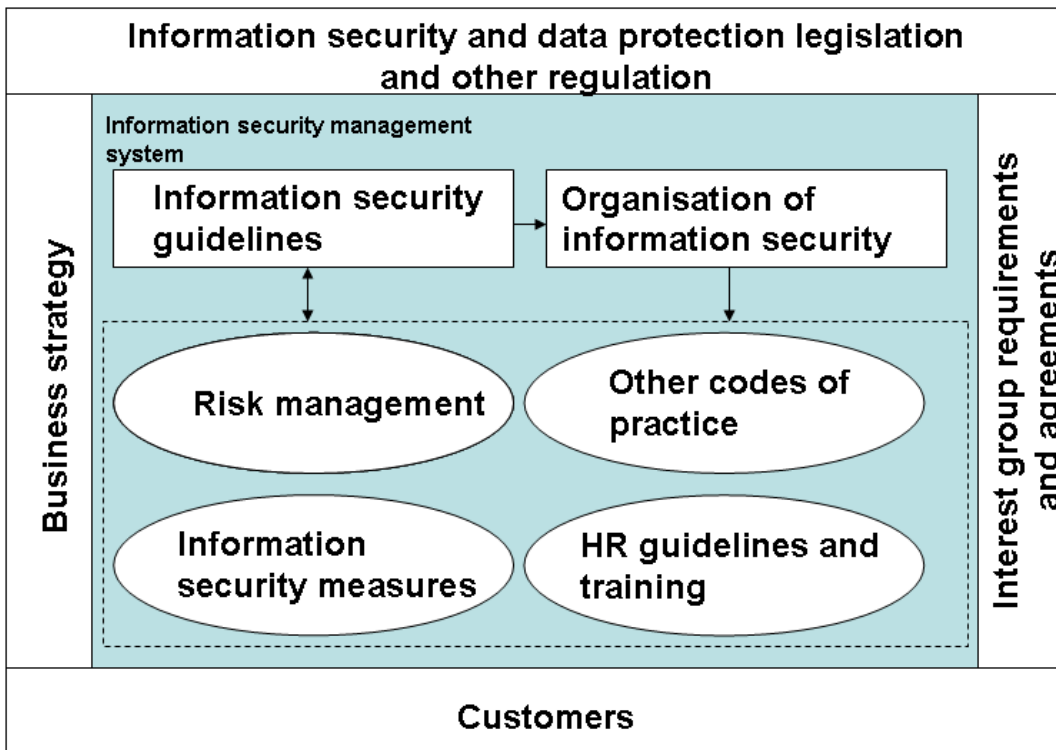 Information security and data protection legislation
and other regulation
Information security management
system
Information security
guidelines
Organisation of
information security
Business strategy
Risk management
Other codes of
practice
Information
security measures
HR guidelines and
training
Interest group requirements
and agreements
Customers